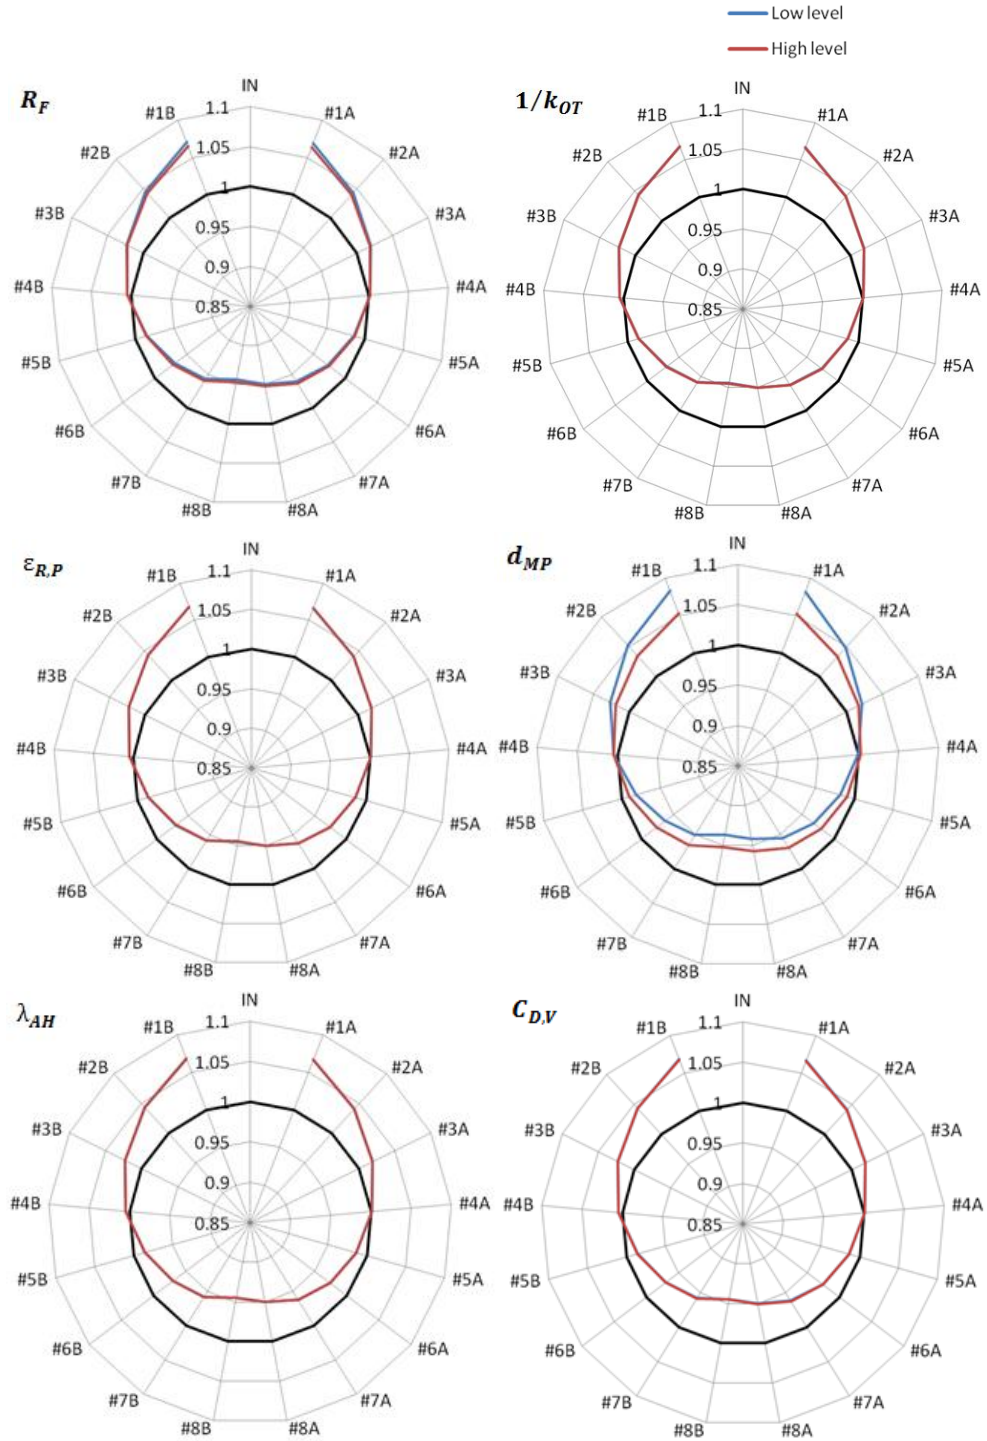 Low level
High level
R_F
IN
1.1
1.05
1
0.95
0.9
0.85
#1A
#2A
#3A
#4A
#5A
#6A
#7A
#8A
#8B
#7B
#6B
#5B
#4B
#3B
#2B
#1B
1/k_OT
IN
1.1
1.05
1
0.95
0.9
0.85
#1A
#2A
#3A
#4A
#5A
#6A
#7A
#8A
#8B
#7B
#6B
#5B
#4B
#3B
#2B
#1B
ε_R,P
IN
1.1
1.05
1
0.95
0.9
0.85
#1A
#2A
#3A
#4A
#5A
#6A
#7A
#8A
#8B
#7B
#6B
#5B
#4B
#3B
#2B
#1B
d_MP
IN
1.1
1.05
1
0.95
0.9
0.85
#1A
#2A
#3A
#4A
#5A
#6A
#7A
#8A
#8B
#7B
#6B
#5B
#4B
#3B
#2B
#1B
λ_AH
IN
1.1
1.05
1
0.95
0.9
0.85
#1A
#2A
#3A
#4A
#5A
#6A
#7A
#8A
#8B
#7B
#6B
#5B
#4B
#3B
#2B
#1B
C_D,V
IN
1.1
1.05
1
0.95
0.9
0.85
#1A
#2A
#3A
#4A
#5A
#6A
#7A
#8A
#8B
#7B
#6B
#5B
#4B
#3B
#2B
#1B